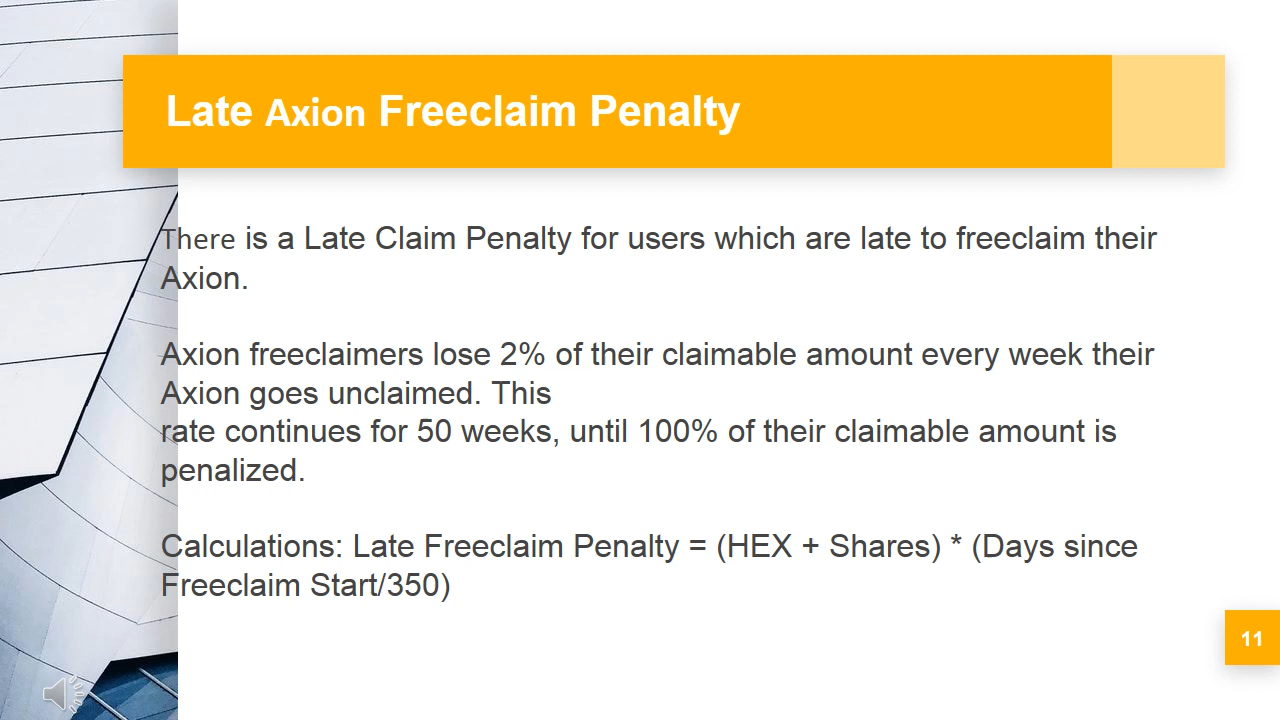 Late Axion Freeclaim Penalty
There is a Late Claim Penalty for users which are late to freeclaim their
Axion.
Axion freeclaimers lose 2% of their claimable amount every week their
Axion goes unclaimed. This
rate continues for 50 weeks, until 100% of their claimable amount is
penalized.
Calculations: Late Freeclaim Penalty = (HEX + Shares) * (Days since
Freeclaim Start/350)
11